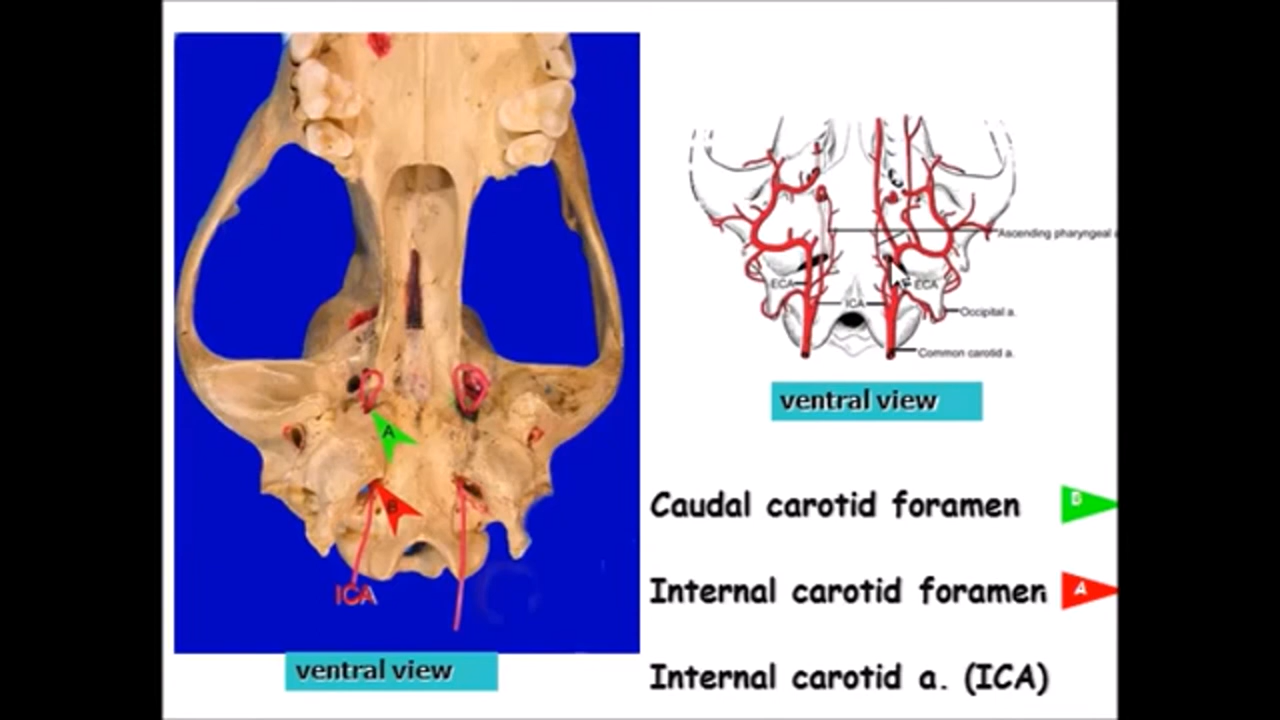 A
B
ICA
ventral view
Ascending pharyngeal a
ECA
ECA
ICA
Occipital a.
Common carotid a.
ventral view
Caudal carotid foramen
B
Internal carotid foramen
A
Internal carotid a. (ICA)